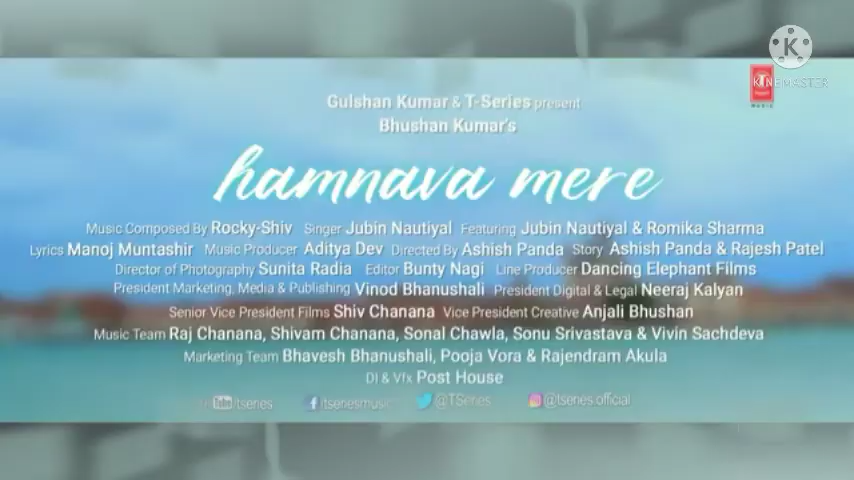 K
KINEMASTER
Gulshan Kumar & T-Series present
Bhushan Kumar's
hamnava mere
Music Composed By Rocky-Shiv Singer Jubin Nautiyal Featuring Jubin Nautiyal & Romika Sharma
Lyrics Manoj Muntashir Music Producer Aditya Dev Directed By Ashish Panda Story Ashish Panda & Rajesh Patel
Director of Photography Sunita Radia Editor Bunty Nagi Line Producer Dancing Elephant Films
President Marketing, Media & Publishing Vinod Bhanushali President Digital & Legal Neeraj Kalyan
Senior Vice President Films Shiv Chanana Vice President Creative Anjali Bhushan
Music Team Raj Chanana, Shivam Chanana, Sonal Chawla, Sonu Srivastava & Vivin Sachdeva
Marketing Team Bhavesh Bhanushali, Pooja Vora & Rajendram Akula
DI & Vfx Post House
/tseries /tseriesmusic @TSeries @tseries.official